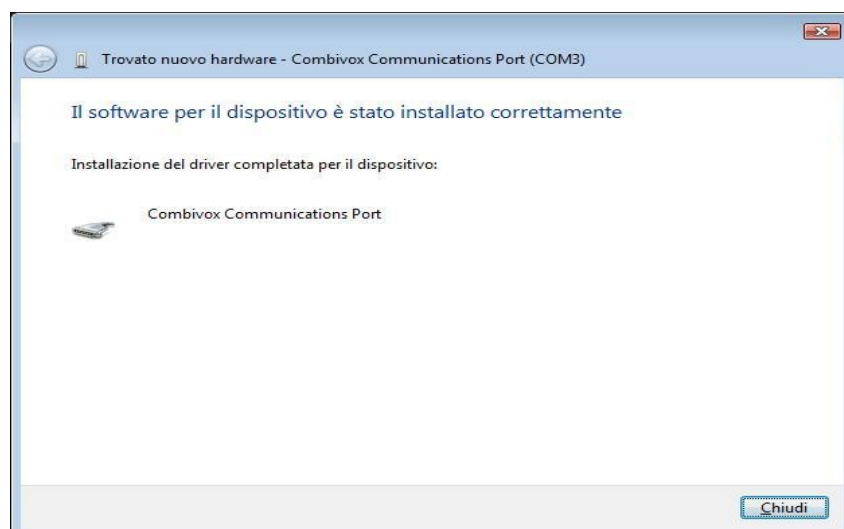 Trovato nuovo hardware - Combivox Communications Port (COM3)
Il software per il dispositivo è stato installato correttamente
Installazione del driver completata per il dispositivo:
Combivox Communications Port
Chiudi